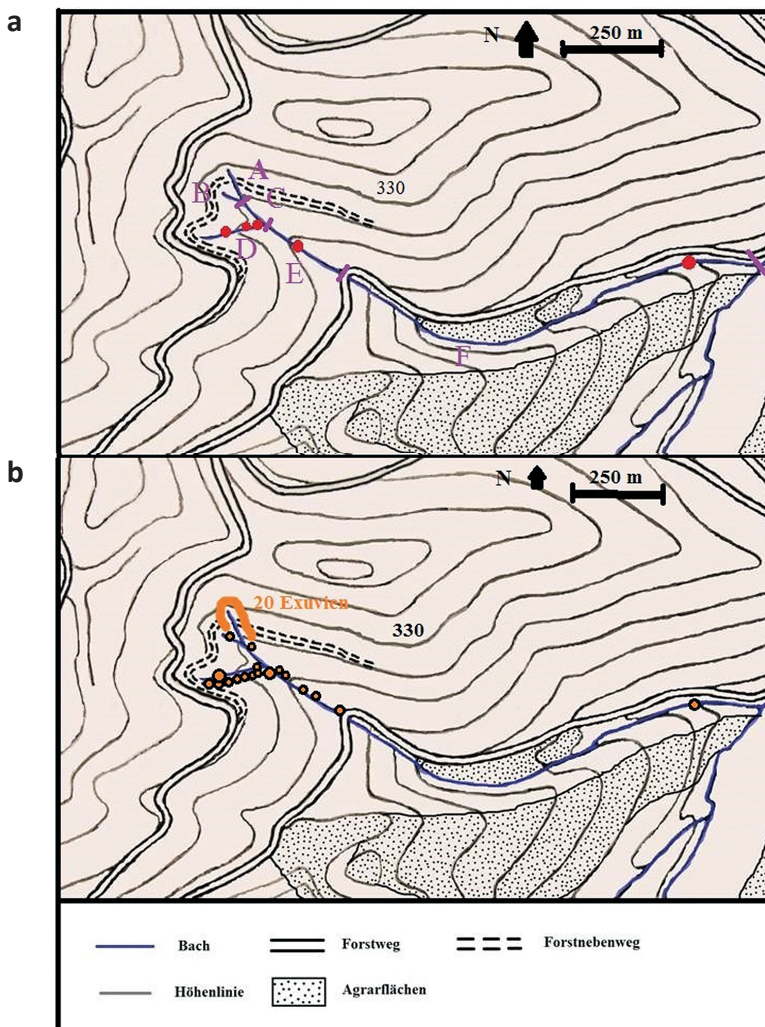 a
N 250 m
A
B C
330
D
E
F
b
N 250 m
20 Exuvien
330
Bach Forstweg Forstnebenweg
Höhenlinie Agrarflächen